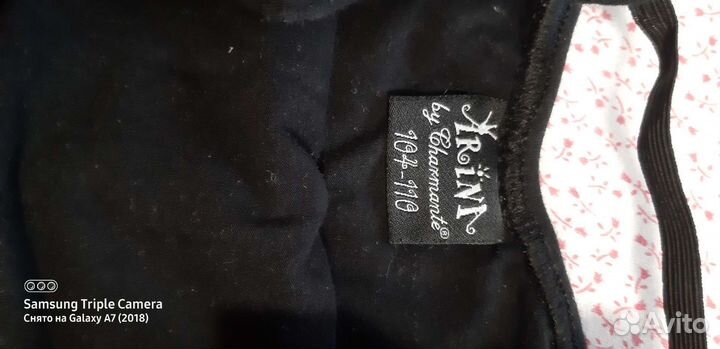 ARINA
by Charmante®
104-110
Samsung Triple Camera
Снято на Galaxy A7 (2018)
Avito